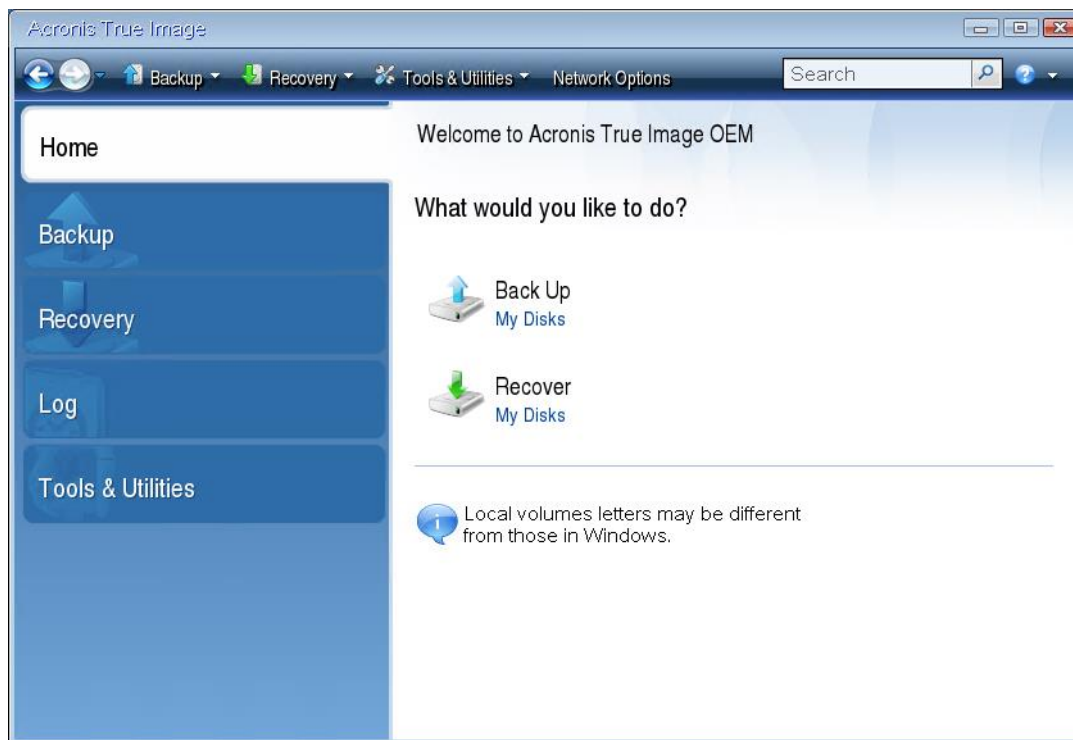 Acronis True Image
Backup
Recovery
Tools & Utilities
Network Options
Search
Home
Backup
Recovery
Log
Tools & Utilities
Welcome to Acronis True Image OEM
What would you like to do?
Back Up
My Disks
Recover
My Disks
Local volumes letters may be different
from those in Windows.